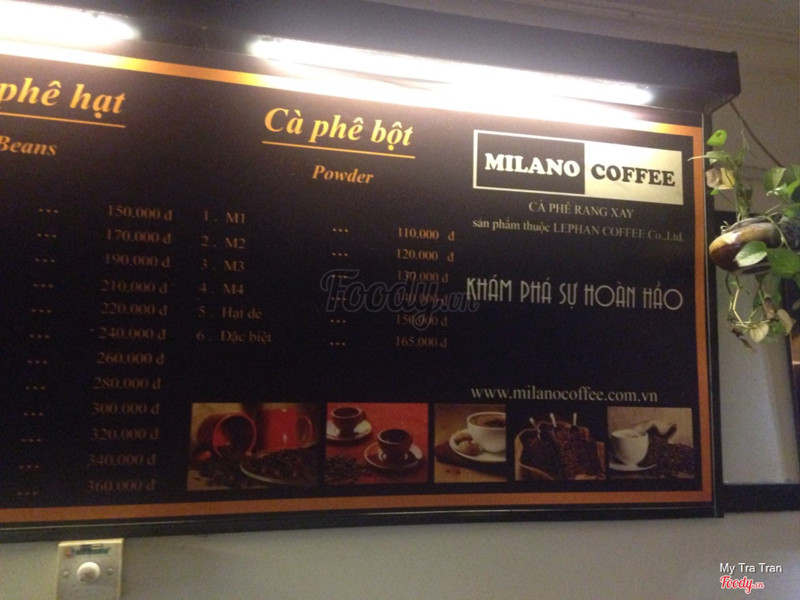 phê hạt
Beans
... 150.000 đ
... 170.000 đ
... 190.000 đ
... 210.000 đ
... 220.000 đ
... 240.000 đ
... 260.000 đ
... 280.000 đ
... 300.000 đ
... 320.000 đ
... 340.000 đ
... 360.000 đ
Cà phê bột
Powder
1 . M1 ... 110.000 đ
2 . M2 ... 120.000 đ
3 . M3 ... 130.000 đ
4 . M4 ... 140.000 đ
5 . Hạt dẻ ... 150.000 đ
6 . Đặc biệt ... 165.000 đ
MILANO COFFEE
CÀ PHÊ RANG XAY
sản phẩm thuộc LEPHAN COFFEE Co.,Ltd.
KHÁM PHÁ SỰ HOÀN HẢO
www.milanocoffee.com.vn
Foody.vn
My Tra Tran
Foody.vn